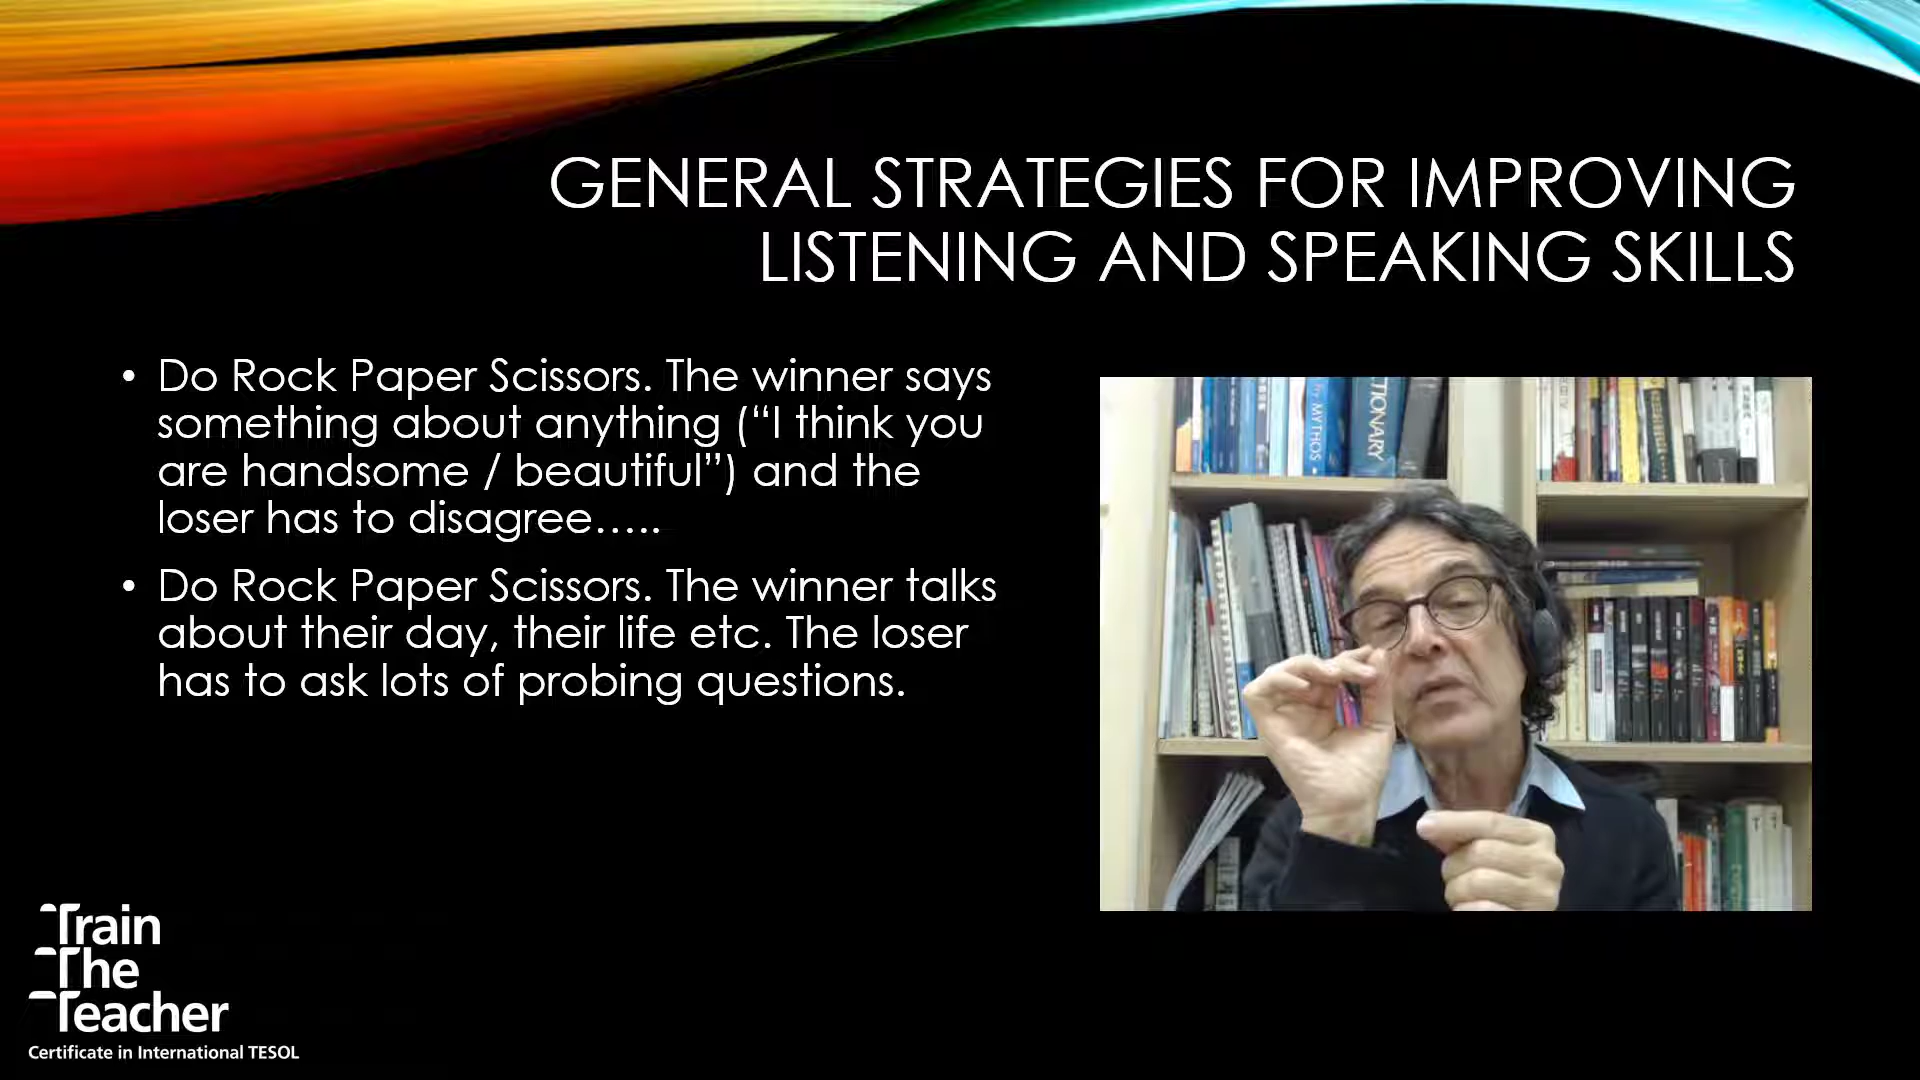 GENERAL STRATEGIES FOR IMPROVING
LISTENING AND SPEAKING SKILLS
• Do Rock Paper Scissors. The winner says
something about anything (“I think you
are handsome / beautiful”) and the
loser has to disagree…..
• Do Rock Paper Scissors. The winner talks
about their day, their life etc. The loser
has to ask lots of probing questions.
MYTHOS
TIONARY
Train
The
Teacher
Certificate in International TESOL